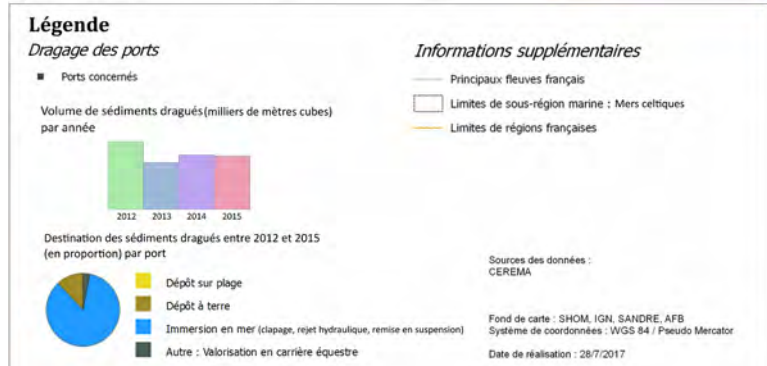 Légende
Dragage des ports
Ports concernés
Volume de sédiments dragués(milliers de mètres cubes)
par année
2012 2013 2014 2015
Destination des sédiments dragués entre 2012 et 2015
(en proportion) par port
Dépôt sur plage
Dépôt à terre
Immersion en mer (clapage, rejet hydraulique, remise en suspension)
Autre : Valorisation en carrière équestre
Informations supplémentaires
Principaux fleuves français
Limites de sous-région marine : Mers celtiques
Limites de régions françaises
Sources des données :
CEREMA
Fond de carte : SHOM, IGN, SANDRE, AFB
Système de coordonnées : WGS 84 / Pseudo Mercator
Date de réalisation : 28/7/2017